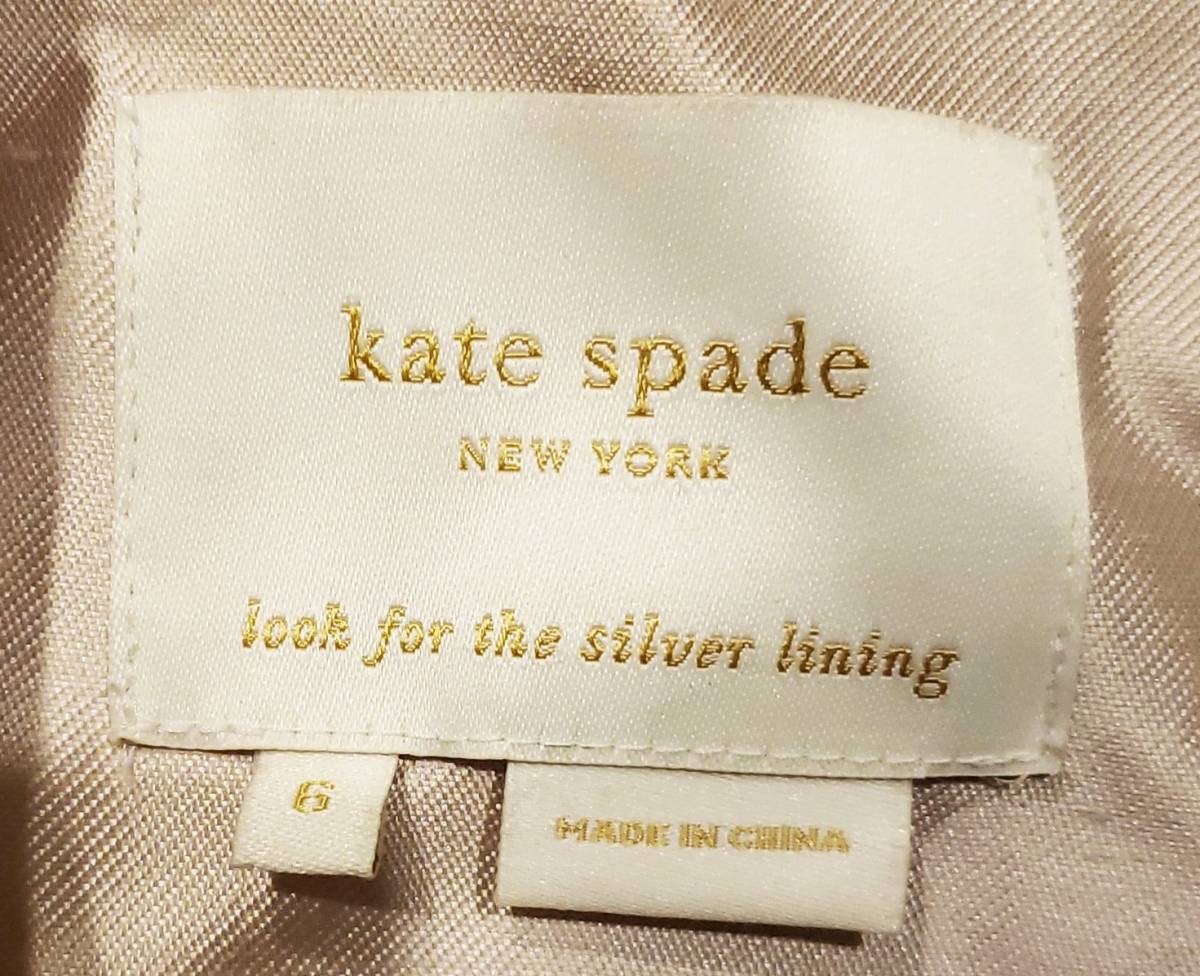 kate spade
NEW YORK
look for the silver lining
6
MADE IN CHINA